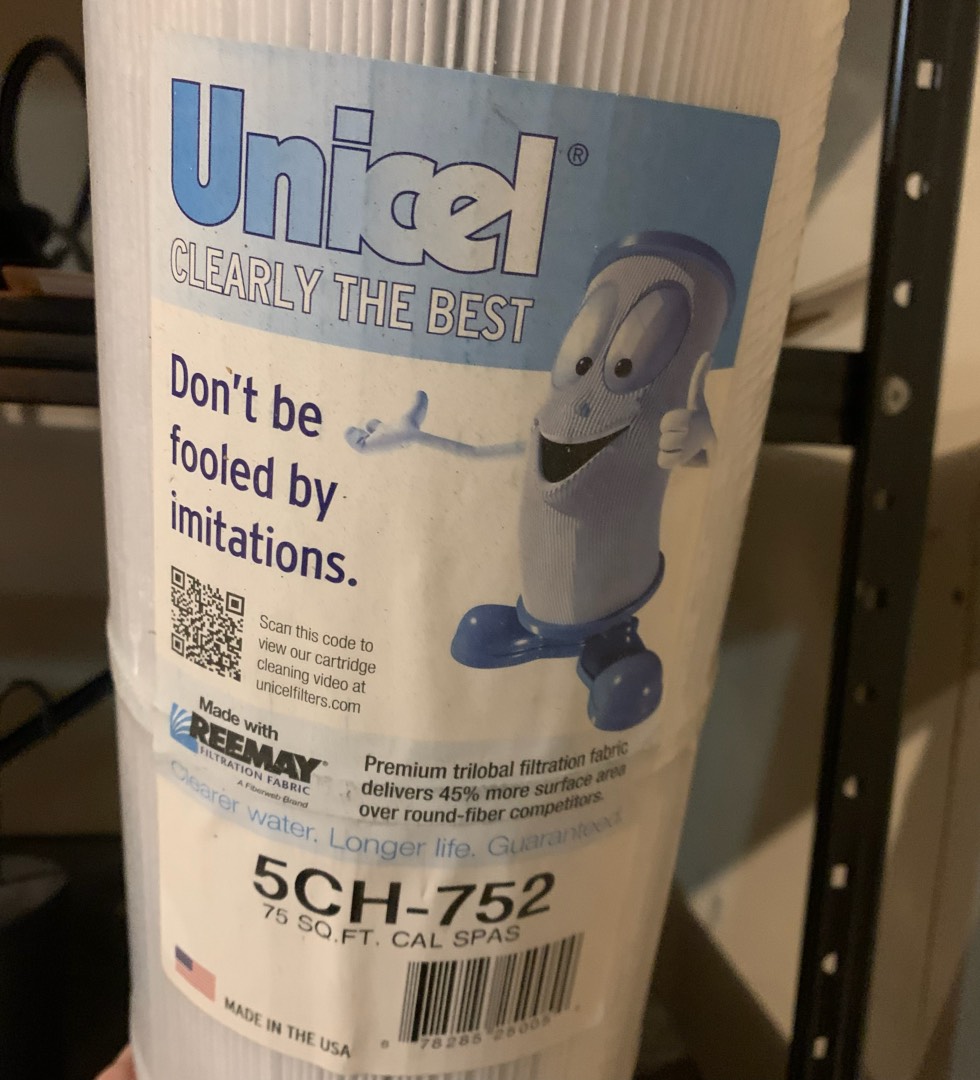 Unicel®
CLEARLY THE BEST
Don't be
fooled by
imitations.
Scan this code to
view our cartridge
cleaning video at
unicelfilters.com
Made with
REEMAY®
FILTRATION FABRIC
A Fiberweb Brand
Premium trilobal filtration fabric
delivers 45% more surface area
over round-fiber competitors.
Clearer water. Longer life. Guaranteed.
5CH-752
75 SQ.FT. CAL SPAS
MADE IN THE USA